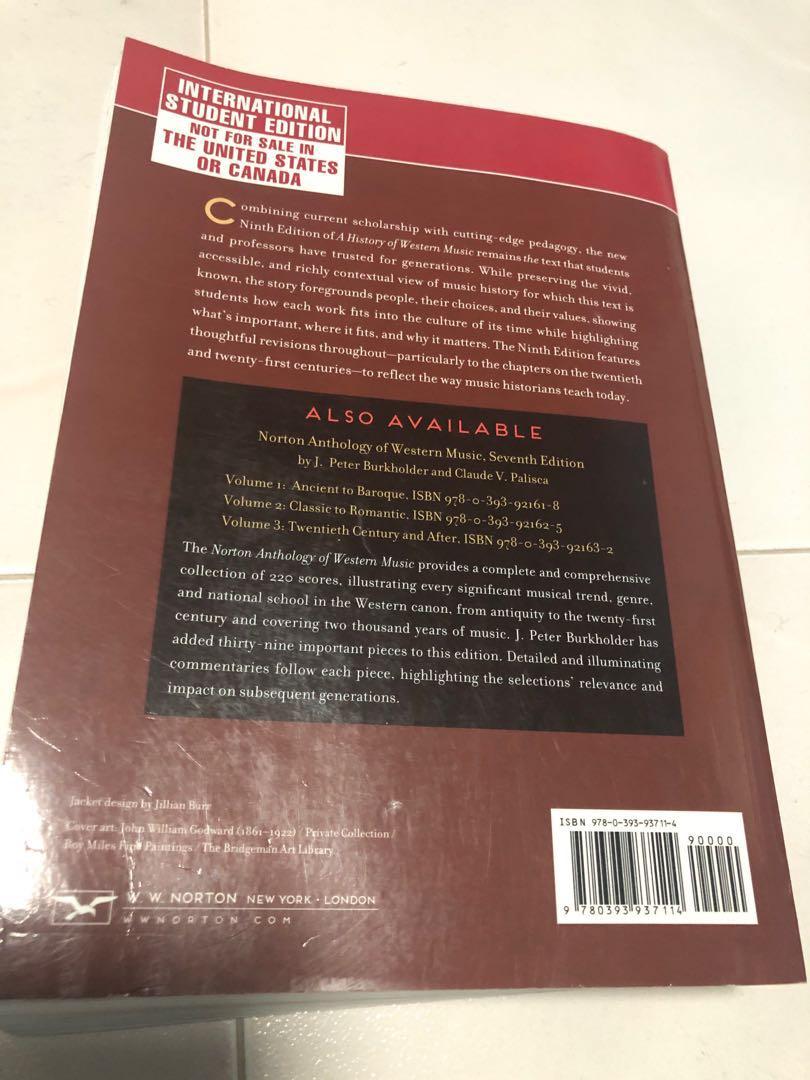 INTERNATIONAL
STUDENT EDITION
NOT FOR SALE IN
THE UNITED STATES
OR CANADA
Combining current scholarship with cutting-edge pedagogy, the new
Ninth Edition of A History of Western Music remains the text that students
and professors have trusted for generations. While preserving the vivid,
accessible, and richly contextual view of music history for which this text is
known, the story foregrounds people, their choices, and their values, showing
students how each work fits into the culture of its time while highlighting
what's important, where it fits, and why it matters. The Ninth Edition features
thoughtful revisions throughout—particularly to the chapters on the twentieth
and twenty-first centuries—to reflect the way music historians teach today.
ALSO AVAILABLE
Norton Anthology of Western Music, Seventh Edition
by J. Peter Burkholder and Claude V. Palisca
Volume 1: Ancient to Baroque, ISBN 978-0-393-92161-8
Volume 2: Classic to Romantic, ISBN 978-0-393-92162-5
Volume 3: Twentieth Century and After, ISBN 978-0-393-92163-2
The Norton Anthology of Western Music provides a complete and comprehensive
collection of 220 scores, illustrating every significant musical trend, genre,
and national school in the Western canon, from antiquity to the twenty-first
century and covering two thousand years of music. J. Peter Burkholder has
added thirty-nine important pieces to this edition. Detailed and illuminating
commentaries follow each piece, highlighting the selections' relevance and
impact on subsequent generations.
Jacket design by Jillian Burr
Cover art: John William Godward (1861–1922) / Private Collection /
Roy Miles Fine Paintings / The Bridgeman Art Library
W. W. NORTON NEW YORK • LONDON
WWNORTON.COM
ISBN 978-0-393-93711-4
90000
9 780393 937114